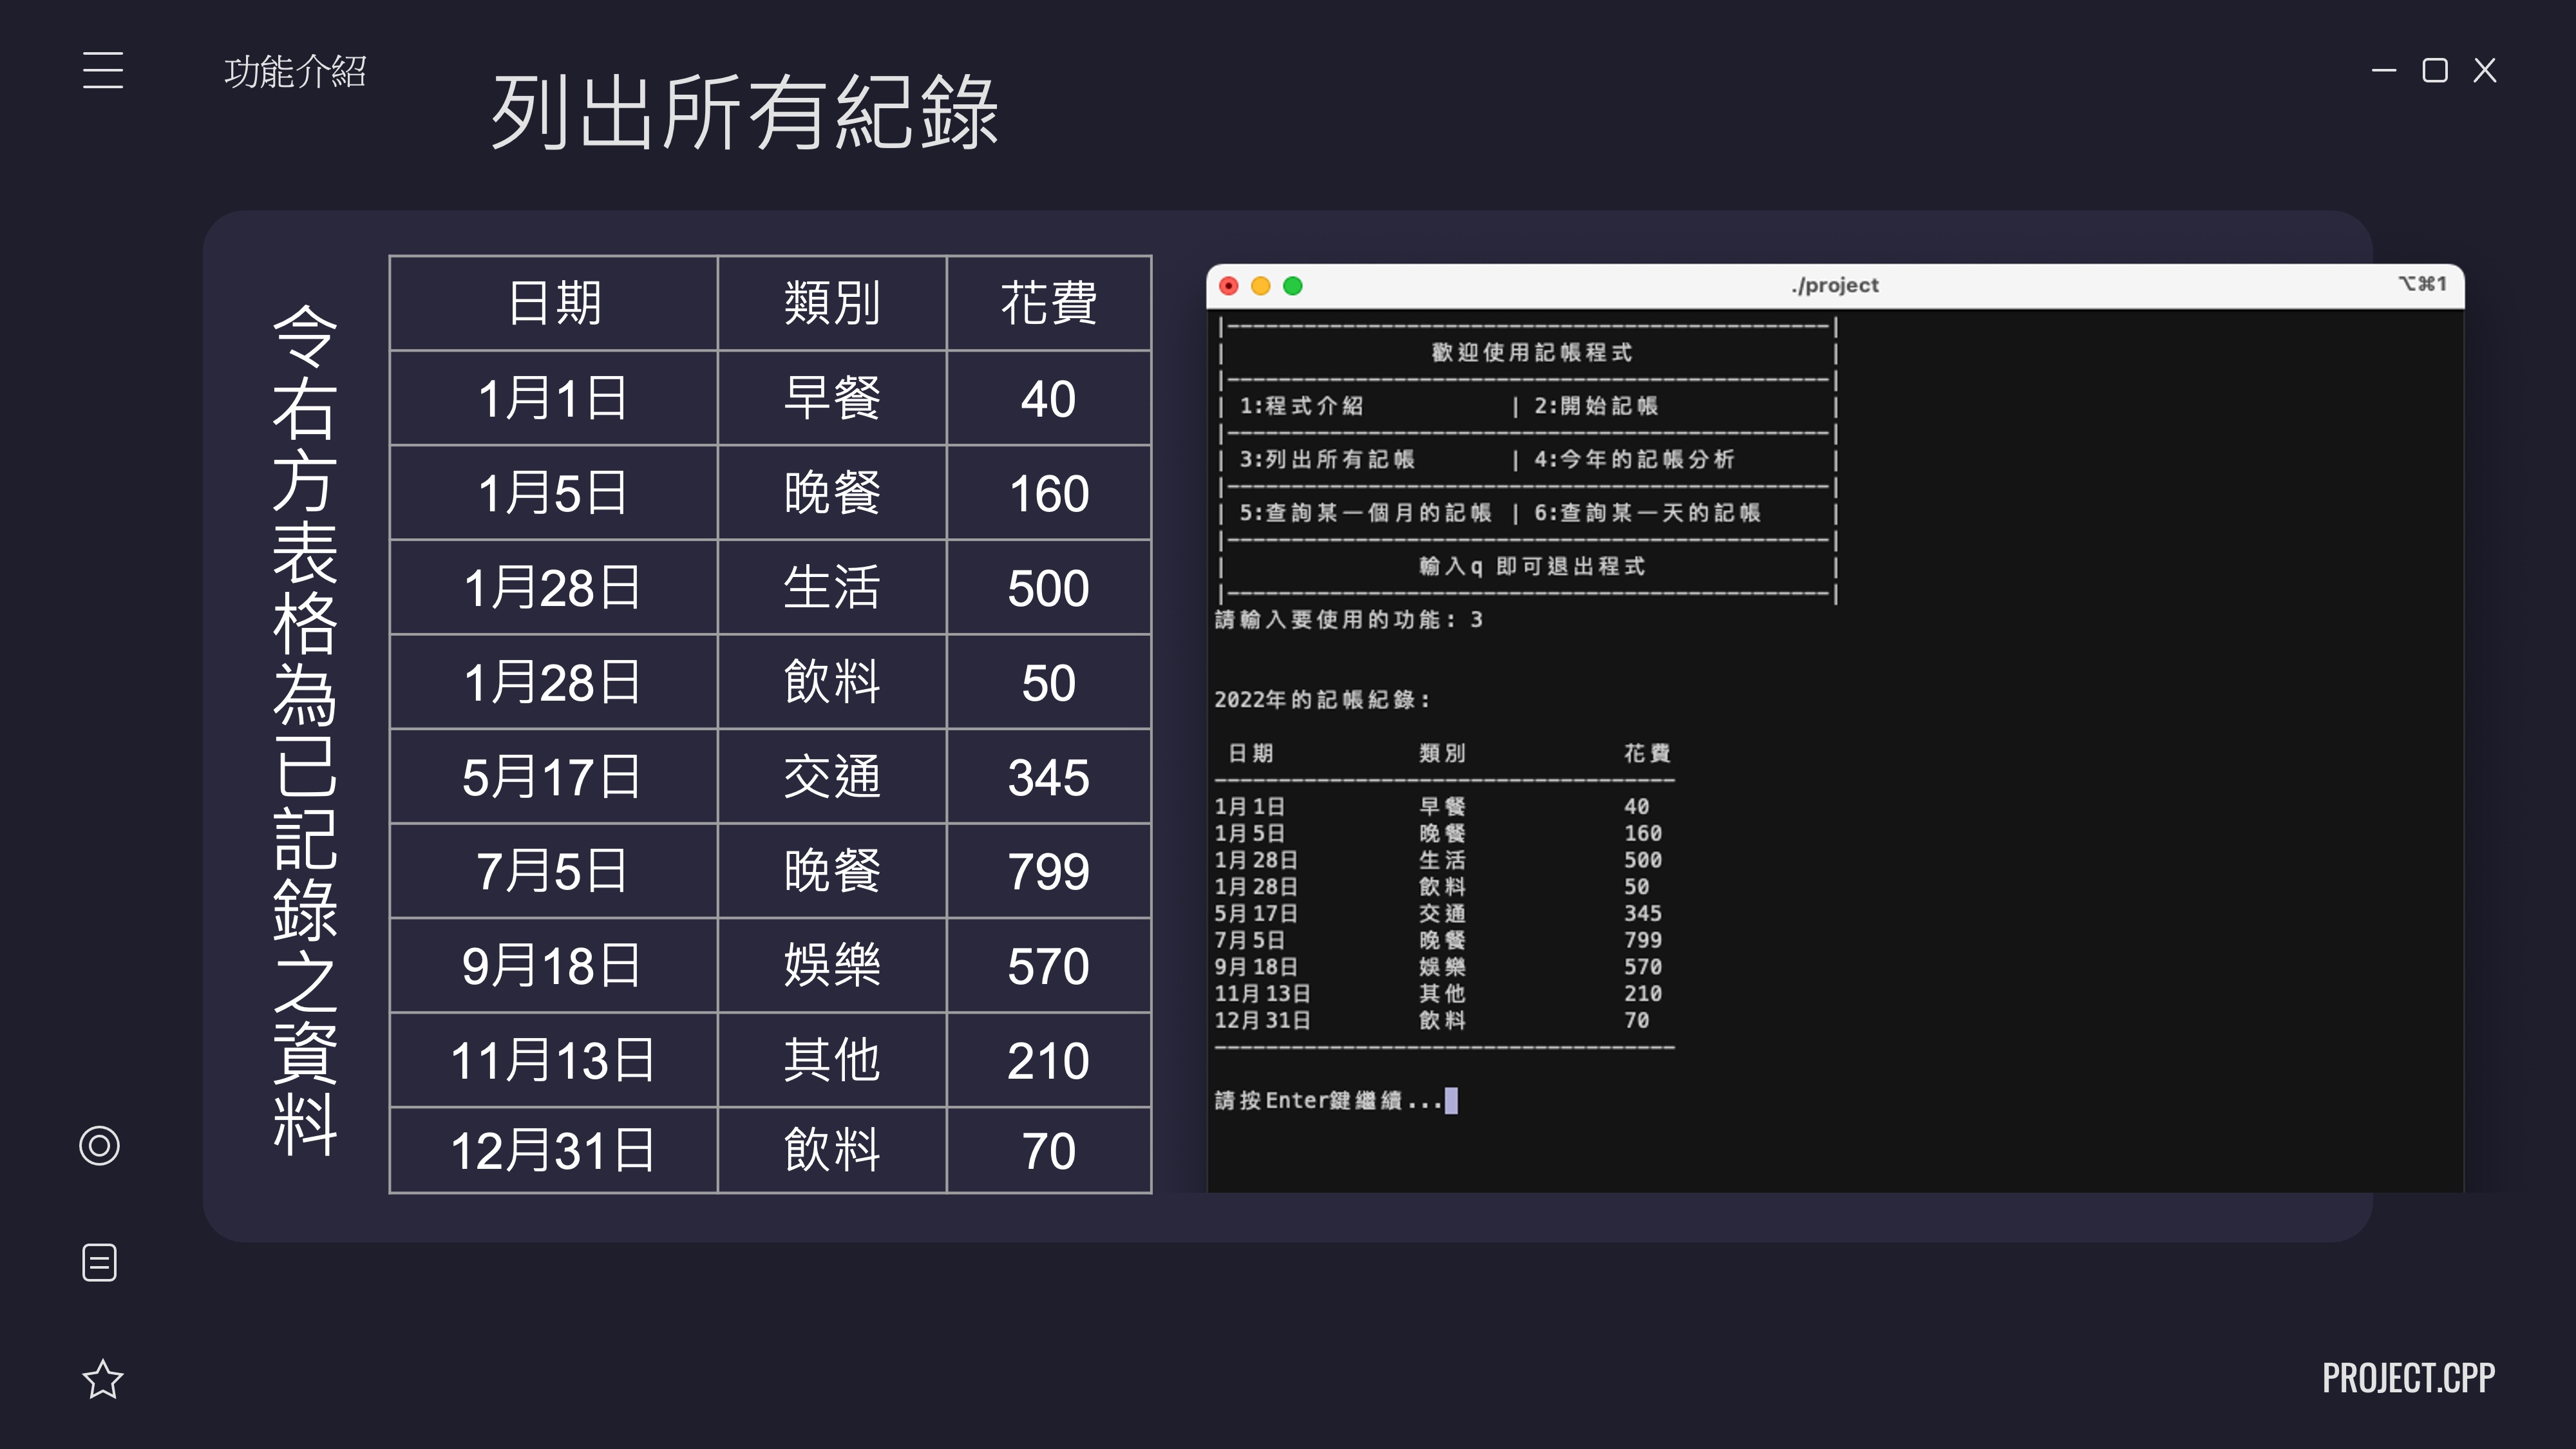 功能介紹
列出所有紀錄
令右方表格為已記錄之資料
日期 類別 花費
1月1日 早餐 40
1月5日 晚餐 160
1月28日 生活 500
1月28日 飲料 50
5月17日 交通 345
7月5日 晚餐 799
9月18日 娛樂 570
11月13日 其他 210
12月31日 飲料 70
./project ⌥⌘1
|-----------------------------------------------|
| 歡迎使用記帳程式 |
|-----------------------------------------------|
| 1:程式介紹 | 2:開始記帳 |
|-----------------------------------------------|
| 3:列出所有記帳 | 4:今年的記帳分析 |
|-----------------------------------------------|
| 5:查詢某一個月的記帳 | 6:查詢某一天的記帳 |
|-----------------------------------------------|
| 輸入q 即可退出程式 |
|-----------------------------------------------|
請輸入要使用的功能: 3
2022年的記帳紀錄:
日期 類別 花費
------------------------------------
1月1日 早餐 40
1月5日 晚餐 160
1月28日 生活 500
1月28日 飲料 50
5月17日 交通 345
7月5日 晚餐 799
9月18日 娛樂 570
11月13日 其他 210
12月31日 飲料 70
------------------------------------
請按Enter鍵繼續...
PROJECT.CPP